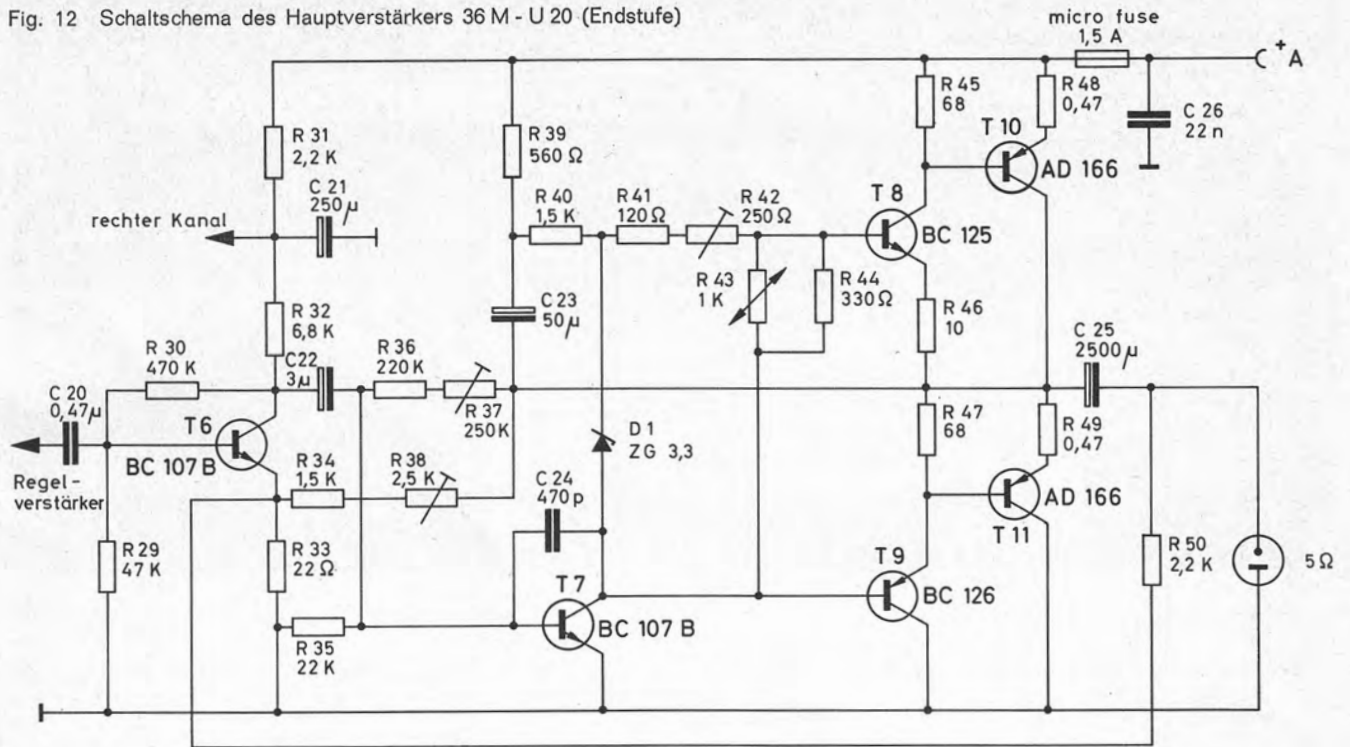 Fig. 12 Schaltschema des Hauptverstärkers 36 M - U 20 (Endstufe)
micro fuse
1,5 A
+A
R 31
2,2 K
R 39
560 Ω
R 45
68
R 48
0,47
C 26
22 n
T 10
AD 166
C 21
250 µ
rechter Kanal
R 40
1,5 K
R 41
120 Ω
R 42
250 Ω
T 8
BC 125
R 43
1 K
R 44
330 Ω
R 46
10
C 23
50 µ
R 32
6,8 K
C 25
2500 µ
R 30
470 K
C 22
3µ
R 36
220 K
R 37
250 K
C 20
0,47µ
T 6
BC 107 B
R 47
68
R 49
0,47
D 1
ZG 3,3
Regel-
verstärker
R 34
1,5 K
R 38
2,5 K
C 24
470 p
AD 166
T 11
R 29
47 K
R 33
22 Ω
T 7
BC 107 B
T 9
BC 126
R 50
2,2 K
5 Ω
R 35
22 K